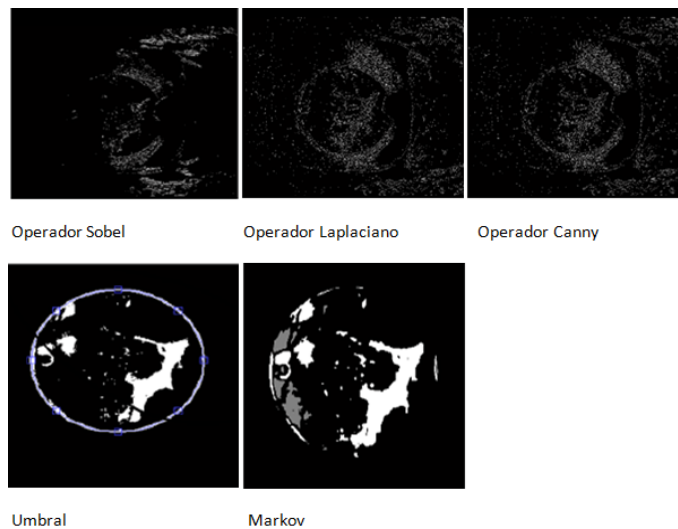 Operador Sobel
Operador Laplaciano
Operador Canny
Umbral
Markov